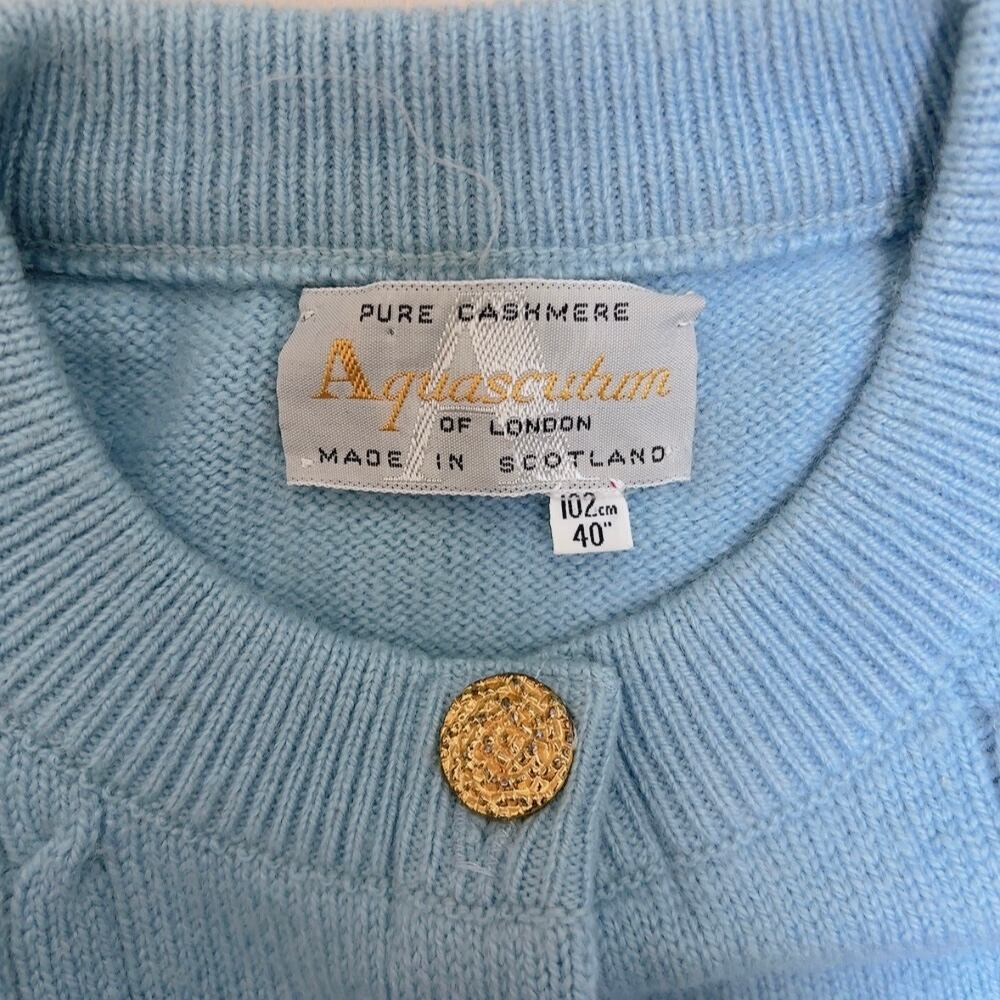 PURE CASHMERE
Aquascutum
OF LONDON
MADE IN SCOTLAND
102cm
40"